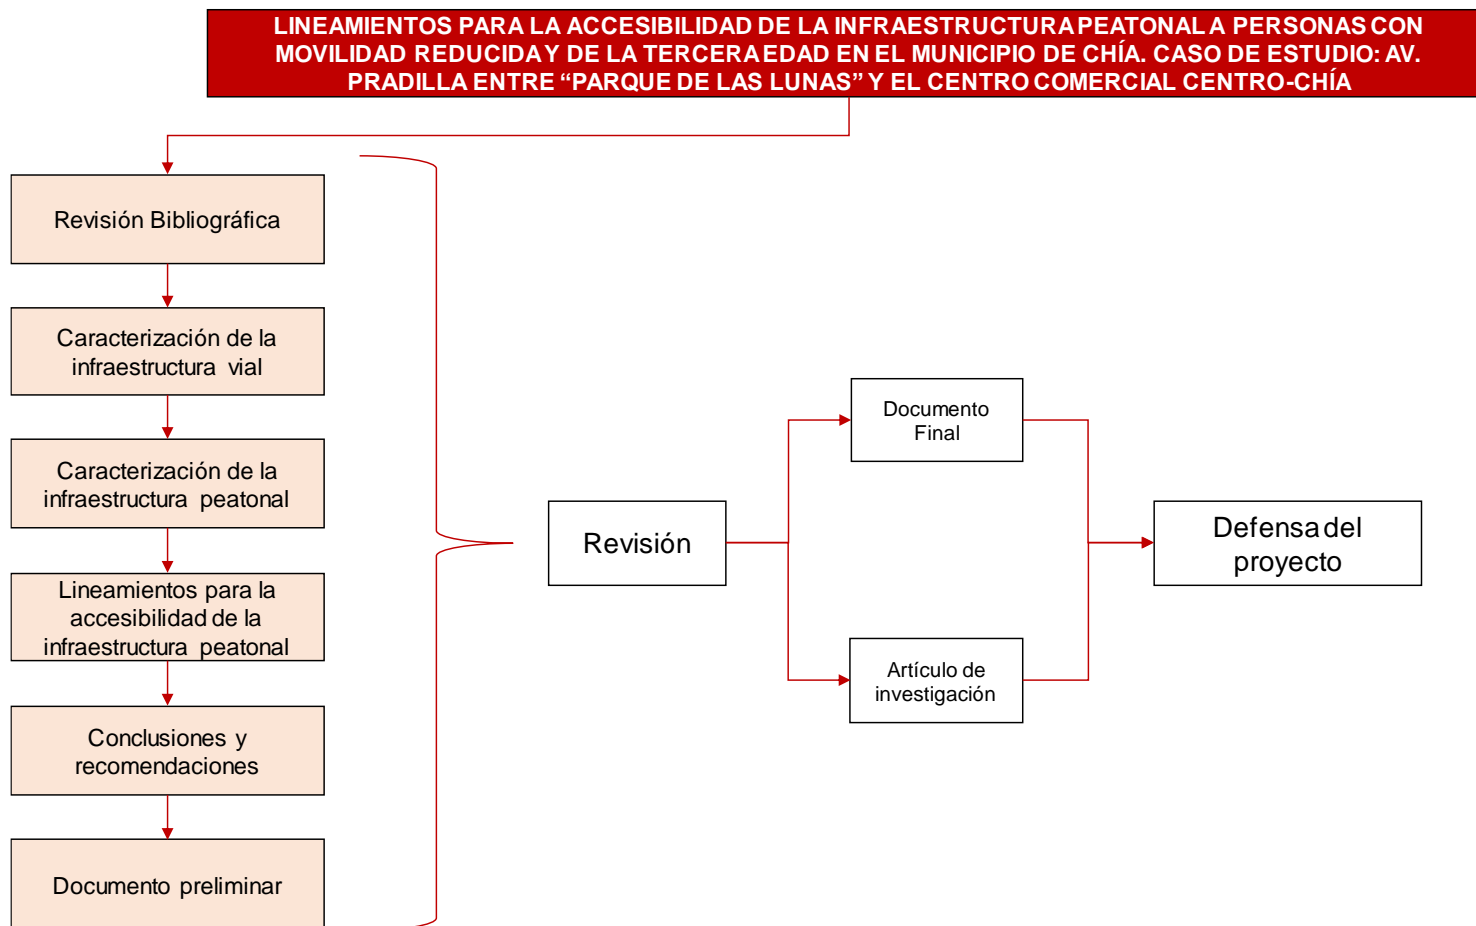 LINEAMIENTOS PARA LA ACCESIBILIDAD DE LA INFRAESTRUCTURA PEATONAL A PERSONAS CON
MOVILIDAD REDUCIDA Y DE LA TERCERA EDAD EN EL MUNICIPIO DE CHÍA. CASO DE ESTUDIO: AV.
PRADILLA ENTRE “PARQUE DE LAS LUNAS” Y EL CENTRO COMERCIAL CENTRO-CHÍA
Revisión Bibliográfica
Caracterización de la
infraestructura vial
Caracterización de la
infraestructura peatonal
Lineamientos para la
accesibilidad de la
infraestructura peatonal
Conclusiones y
recomendaciones
Documento preliminar
Revisión
Documento
Final
Artículo de
investigación
Defensa del
proyecto